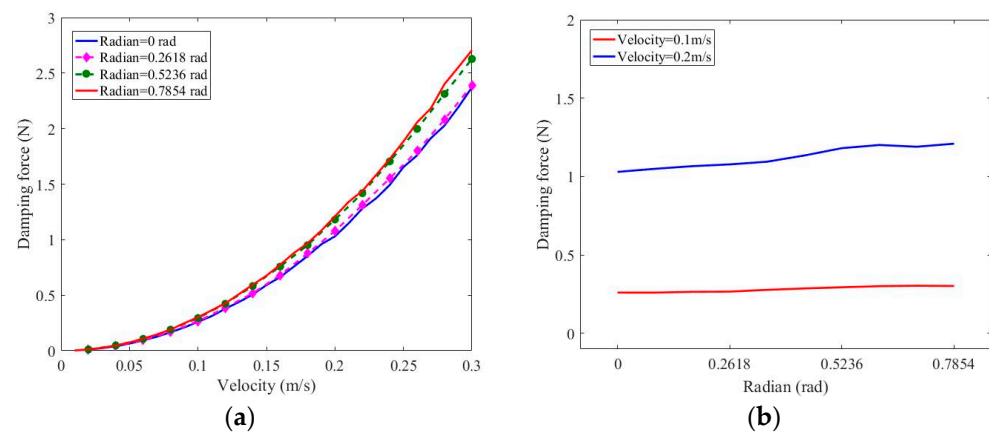 3
2.5
2
1.5
1
0.5
0
Damping force (N)
Radian=0 rad
Radian=0.2618 rad
Radian=0.5236 rad
Radian=0.7854 rad
0 0.05 0.1 0.15 0.2 0.25 0.3
Velocity (m/s)
(a)
2
1.5
1
0.5
0
Damping force (N)
Velocity=0.1m/s
Velocity=0.2m/s
0 0.2618 0.5236 0.7854
Radian (rad)
(b)